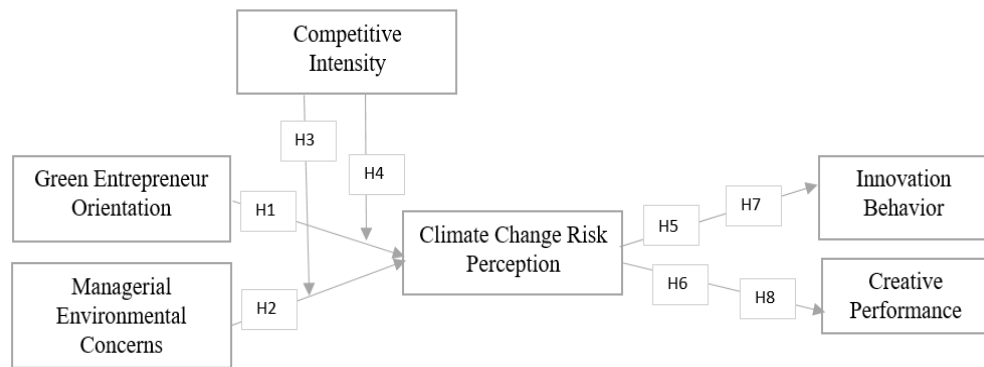 Competitive
Intensity
H3
H4
Green Entrepreneur
Orientation
H1
Managerial
Environmental
Concerns
H2
Climate Change Risk
Perception
H5
H7
H6
H8
Innovation
Behavior
Creative
Performance